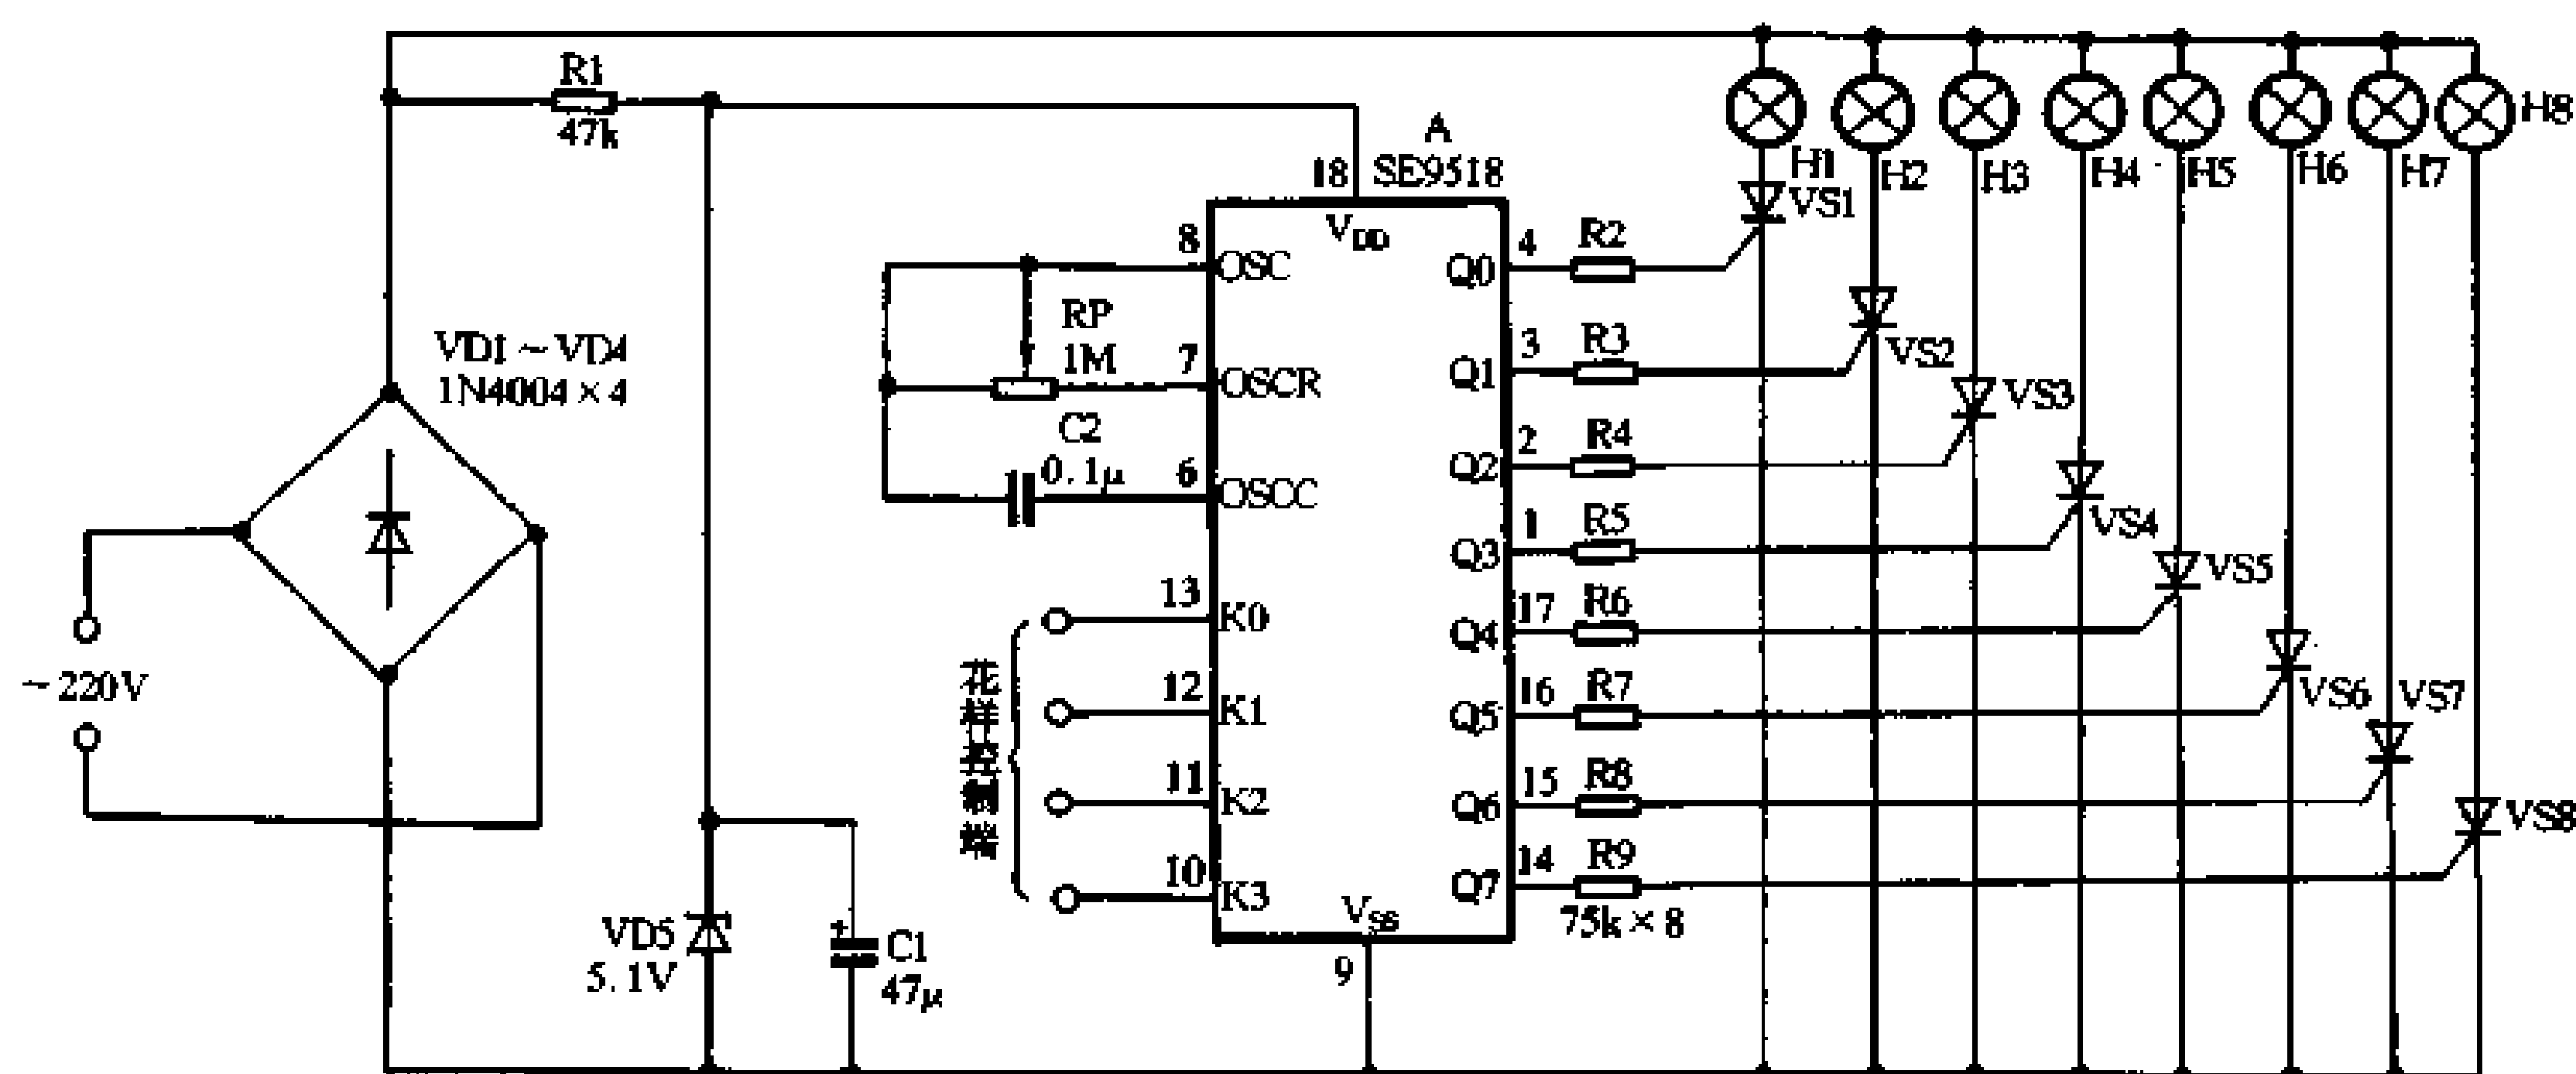 R1
47k
A
SE9518
18
VDD
VD1~VD4
1N4004×4
~220V
8
OSC
RP
1M
7
OSCR
C2
0.1μ
6
OSCC
13
K0
12
K1
11
K2
10
K3
VSS
9
VD5
5.1V
+
C1
47μ
Q0
4
R2
Q1
3
R3
Q2
2
R4
Q3
1
R5
Q4
17
R6
Q5
16
R7
Q6
15
R8
Q7
14
R9
75k×8
H1
H2
H3
H4
H5
H6
H7
H8
VS1
VS2
VS3
VS4
VS5
VS6
VS7
VS8
花样